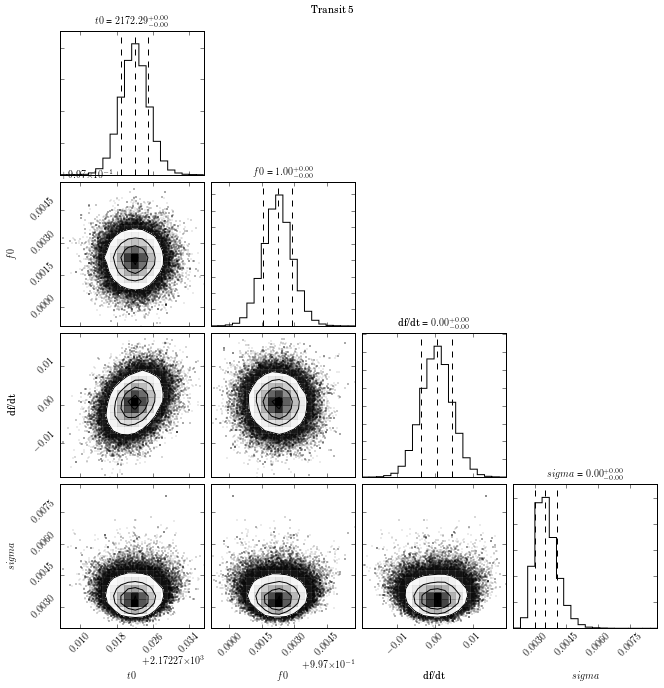 Transit 5
t0 = 2172.29 +0.00 −0.00
f0 = 1.00 +0.00 −0.00
0.0045
0.0030
0.0015
0.0000
f0
df/dt = 0.00 +0.00 −0.00
0.01
0.00
−0.01
df/dt
sigma = 0.00 +0.00 −0.00
0.0075
0.0060
0.0045
0.0030
sigma
0.010 0.018 0.026 0.034
0.0000 0.0015 0.0030 0.0045
−0.01 0.00 0.01
0.0030 0.0045 0.0060 0.0075
+2.17227×10³ +9.97×10⁻¹
t0 f0 df/dt sigma